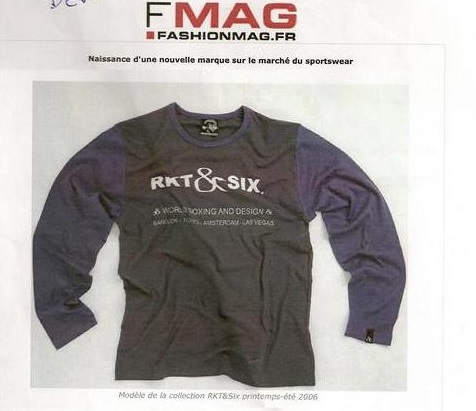 FMAG
FASHIONMAG.FR
Naissance d'une nouvelle marque sur le marché du sportswear
RKT&SIX.
WORLD BOXING AND DESIGN
BANGKOK - TOKYO - AMSTERDAM - LAS VEGAS
Modèle de la collection RKT&Six printemps-été 2006